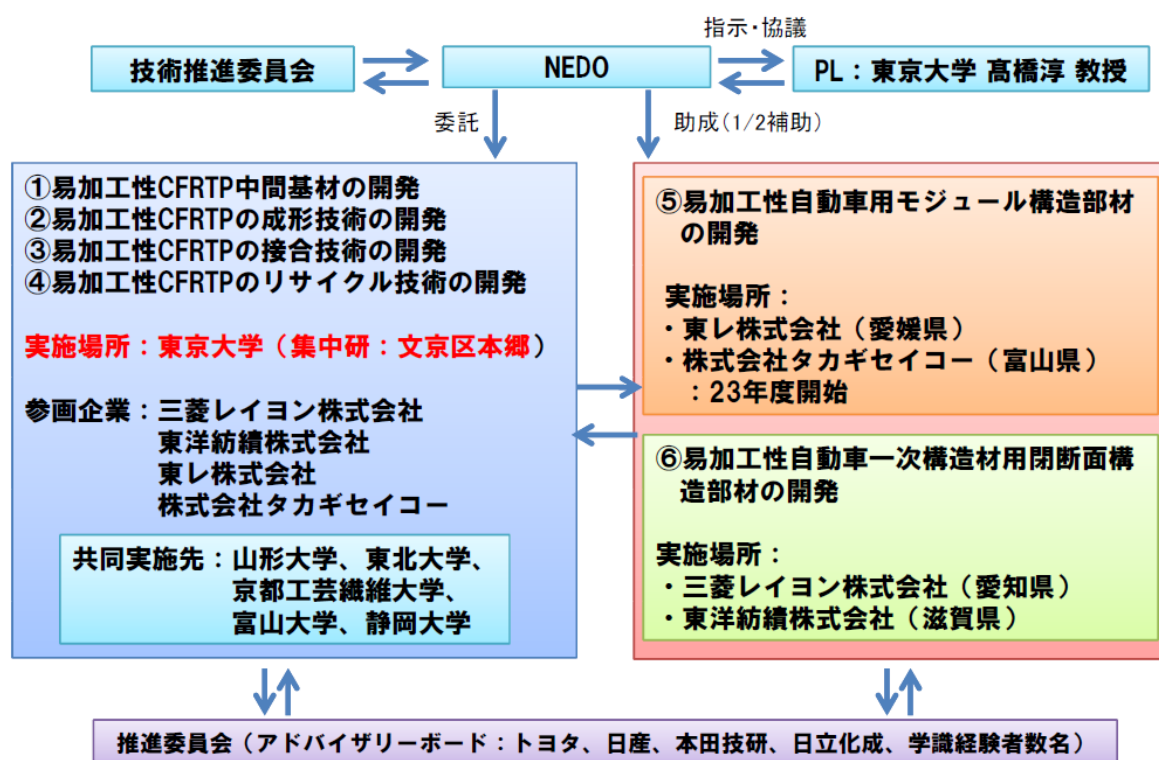 指示・協議
技術推進委員会
NEDO
PL：東京大学 髙橋淳 教授
委託
助成（1/2補助）
①易加工性CFRTP中間基材の開発
②易加工性CFRTPの成形技術の開発
③易加工性CFRTPの接合技術の開発
④易加工性CFRTPのリサイクル技術の開発
実施場所：東京大学（集中研：文京区本郷）
参画企業：三菱レイヨン株式会社
東洋紡績株式会社
東レ株式会社
株式会社タカギセイコー
共同実施先：山形大学、東北大学、
京都工芸繊維大学、
富山大学、静岡大学
⑤易加工性自動車用モジュール構造部材
の開発
実施場所：
・東レ株式会社（愛媛県）
・株式会社タカギセイコー（富山県）
：23年度開始
⑥易加工性自動車一次構造材用閉断面構
造部材の開発
実施場所：
・三菱レイヨン株式会社（愛知県）
・東洋紡績株式会社（滋賀県）
推進委員会（アドバイザリーボード：トヨタ、日産、本田技研、日立化成、学識経験者数名）